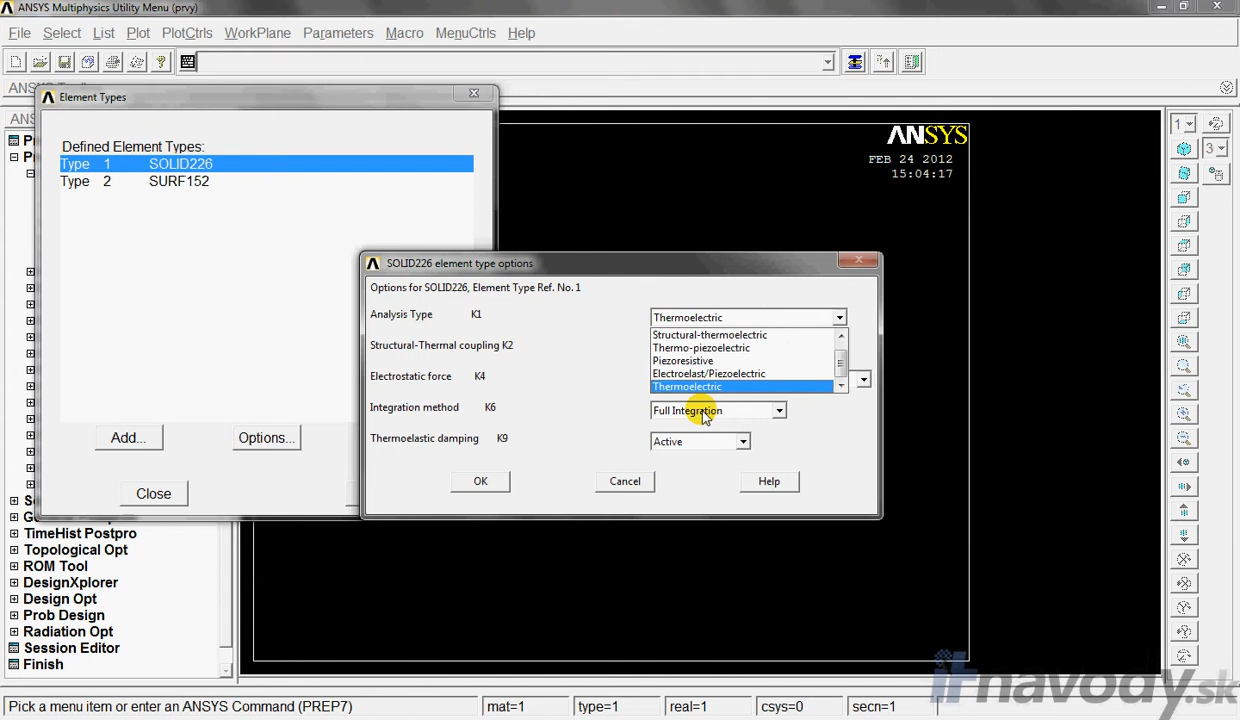 ANSYS Multiphysics Utility Menu (prvy)
File Select List Plot PlotCtrls WorkPlane Parameters Macro MenuCtrls Help
Element Types
Defined Element Types:
Type 1 SOLID226
Type 2 SURF152
Add... Options...
Close
ANSYS
FEB 24 2012
15:04:17
1
3
SOLID226 element type options
Options for SOLID226, Element Type Ref. No. 1
Analysis Type K1 Thermoelectric
Structural-thermoelectric
Thermo-piezoelectric
Piezoresistive
Electroelast/Piezoelectric
Thermoelectric
Structural-Thermal coupling K2
Electrostatic force K4
Integration method K6 Full Integration
Thermoelastic damping K9 Active
OK Cancel Help
TimeHist Postpro
Topological Opt
ROM Tool
DesignXplorer
Design Opt
Prob Design
Radiation Opt
Session Editor
Finish
itnavody.sk
Pick a menu item or enter an ANSYS Command (PREP7) mat=1 type=1 real=1 csys=0 secn=1